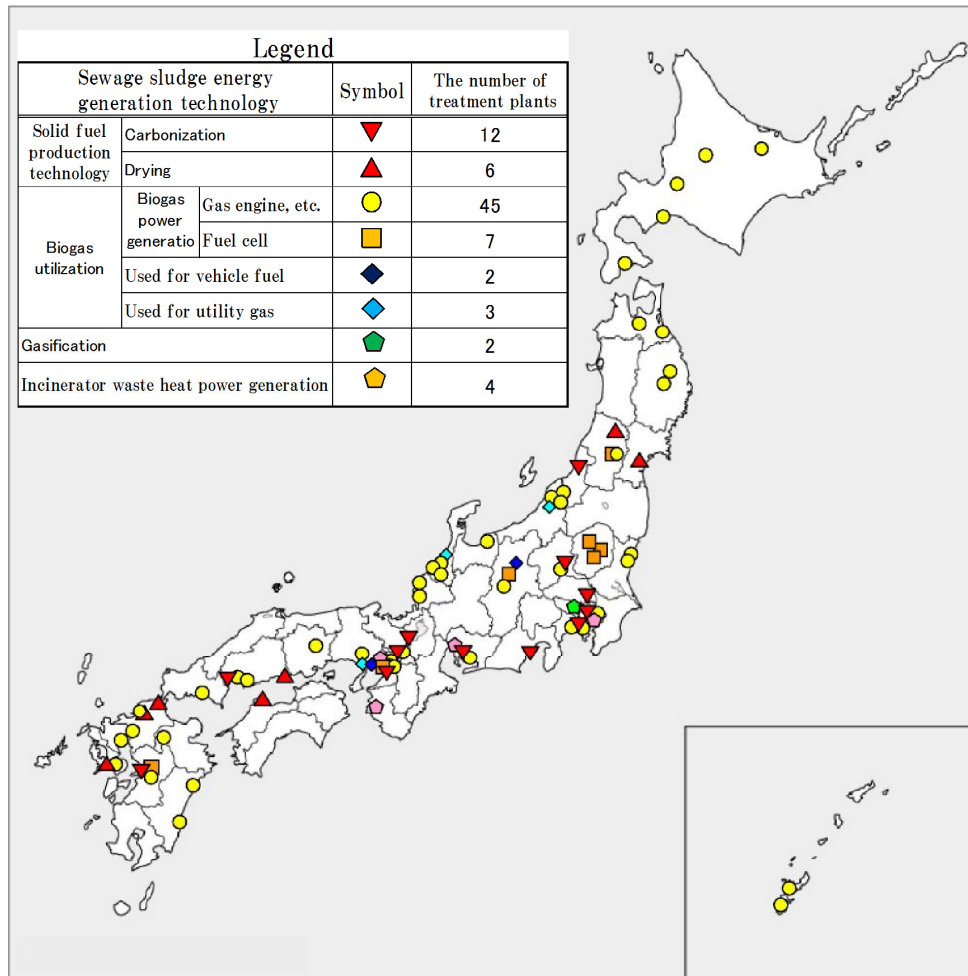 Legend
Sewage sludge energy
generation technology
Symbol
The number of
treatment plants
Solid fuel
production
technology
Carbonization
12
Drying
6
Biogas
utilization
Biogas
power
generatio
Gas engine, etc.
45
Fuel cell
7
Used for vehicle fuel
2
Used for utility gas
3
Gasification
2
Incinerator waste heat power generation
4